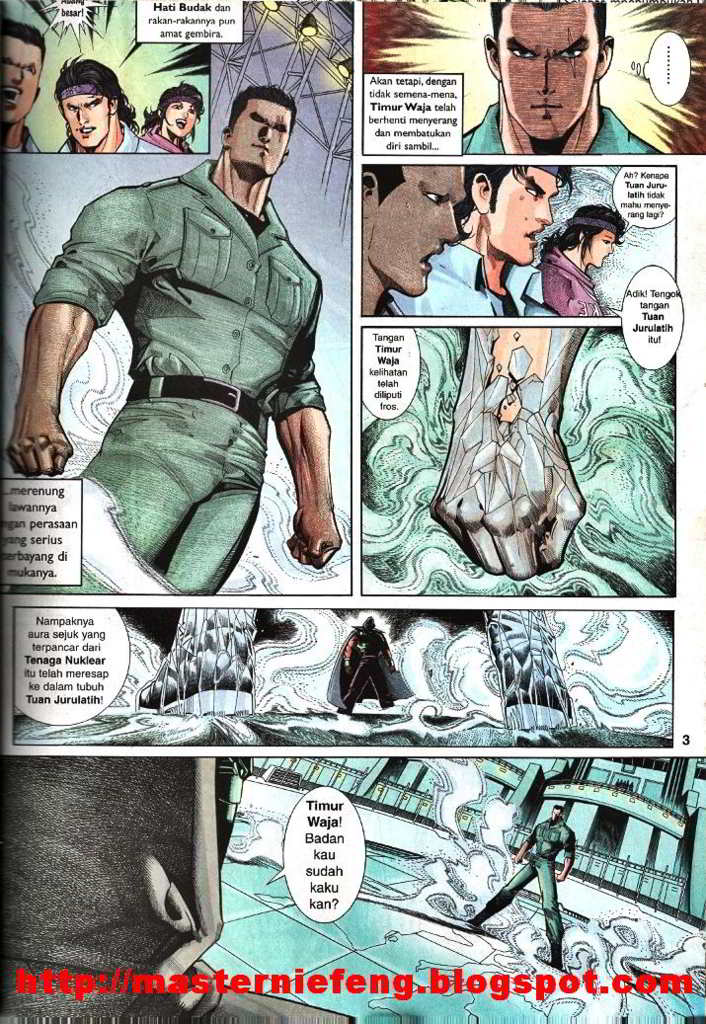 besar!
Hati Budak dan
rakan-rakannya pun
amat gembira.
Akan tetapi, dengan
tidak semena-mena,
Timur Waja telah
berhenti menyerang
dan membatukan
diri sambil...
..........
Ah? Kenapa
Tuan Juru-
latih tidak
mahu menye-
rang lagi?
Adik! Tengok
tangan
Tuan
Jurulatih
itu!
Tangan
Timur
Waja
kelihatan
telah
diliputi
fros.
...merenung
lawannya
perasaan
yang serius
terbayang di
mukanya.
Nampaknya
aura sejuk yang
terpancar dari
Tenaga Nuklear
itu telah meresap
ke dalam tubuh
Tuan Jurulatih!
3
Timur
Waja!
Badan
kau
sudah
kaku
kan?
http://masterniefeng.blogspot.com